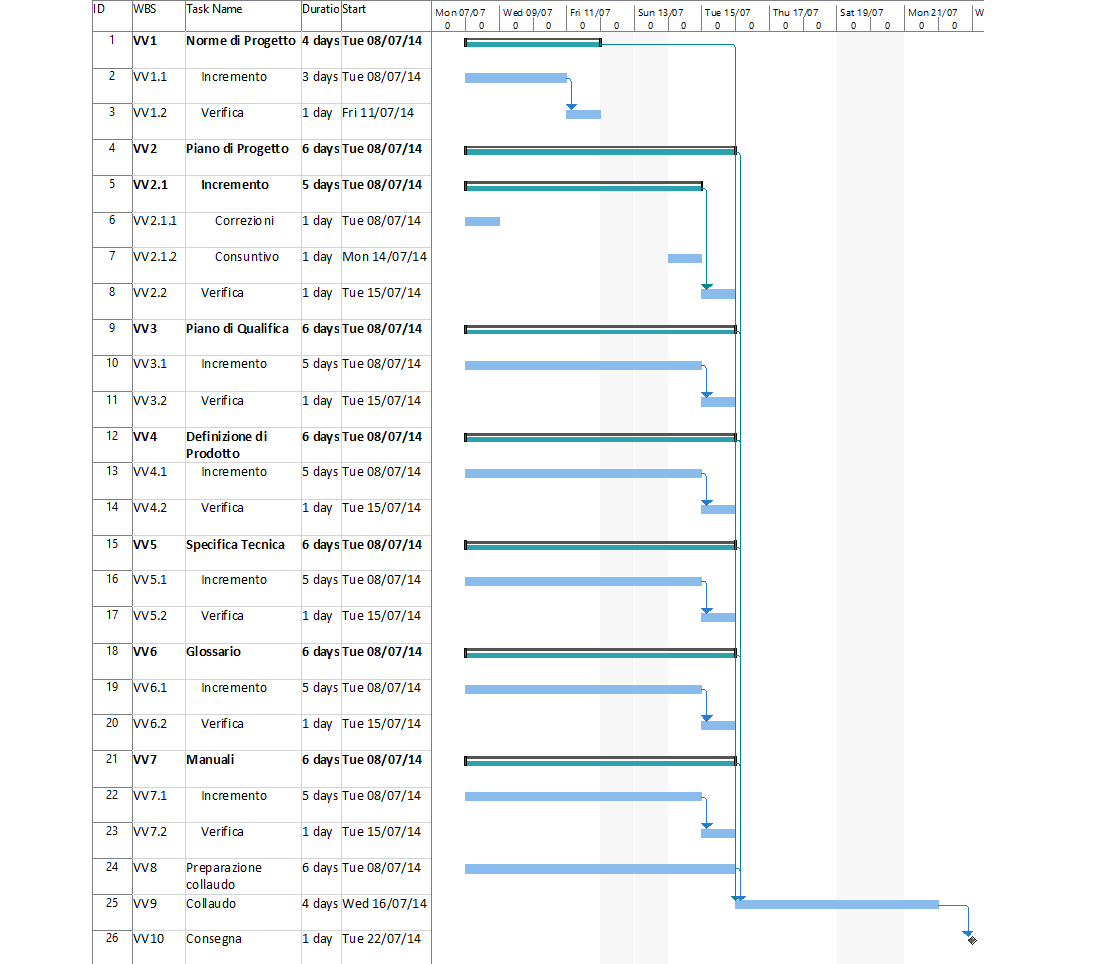 ID WBS Task Name Duratio Start
Mon 07/07 Wed 09/07 Fri 11/07 Sun 13/07 Tue 15/07 Thu 17/07 Sat 19/07 Mon 21/07 W
0 0 0 0 0 0 0 0 0 0 0 0 0 0 0 0
1 VV1 Norme di Progetto 4 days Tue 08/07/14
2 VV1.1 Incremento 3 days Tue 08/07/14
3 VV1.2 Verifica 1 day Fri 11/07/14
4 VV2 Piano di Progetto 6 days Tue 08/07/14
5 VV2.1 Incremento 5 days Tue 08/07/14
6 VV2.1.1 Correzioni 1 day Tue 08/07/14
7 VV2.1.2 Consuntivo 1 day Mon 14/07/14
8 VV2.2 Verifica 1 day Tue 15/07/14
9 VV3 Piano di Qualifica 6 days Tue 08/07/14
10 VV3.1 Incremento 5 days Tue 08/07/14
11 VV3.2 Verifica 1 day Tue 15/07/14
12 VV4 Definizione di 6 days Tue 08/07/14
Prodotto
13 VV4.1 Incremento 5 days Tue 08/07/14
14 VV4.2 Verifica 1 day Tue 15/07/14
15 VV5 Specifica Tecnica 6 days Tue 08/07/14
16 VV5.1 Incremento 5 days Tue 08/07/14
17 VV5.2 Verifica 1 day Tue 15/07/14
18 VV6 Glossario 6 days Tue 08/07/14
19 VV6.1 Incremento 5 days Tue 08/07/14
20 VV6.2 Verifica 1 day Tue 15/07/14
21 VV7 Manuali 6 days Tue 08/07/14
22 VV7.1 Incremento 5 days Tue 08/07/14
23 VV7.2 Verifica 1 day Tue 15/07/14
24 VV8 Preparazione 6 days Tue 08/07/14
collaudo
25 VV9 Collaudo 4 days Wed 16/07/14
26 VV10 Consegna 1 day Tue 22/07/14